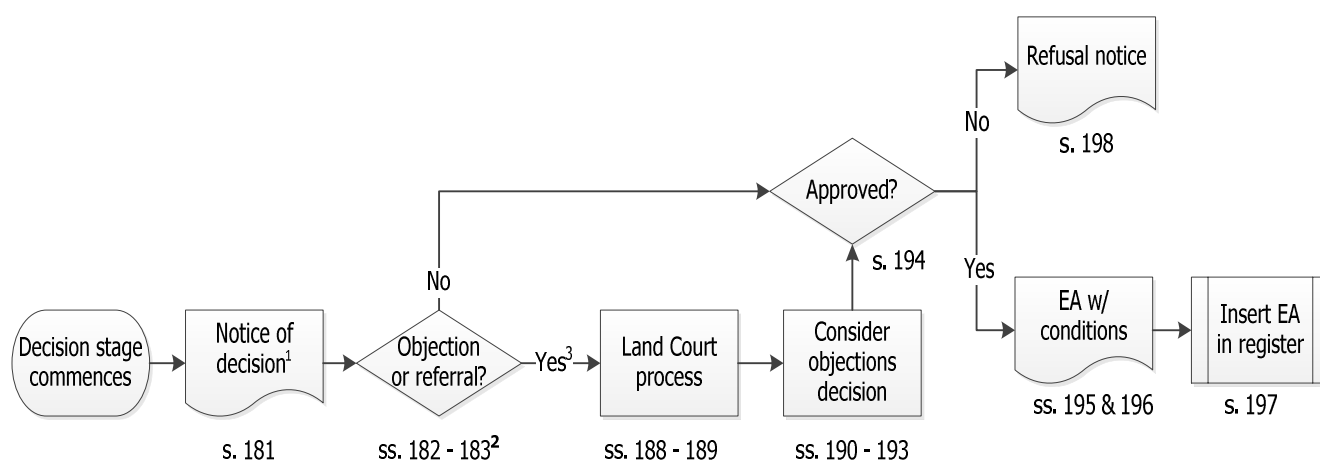 Refusal notice
No
s. 198
Approved?
s. 194
Yes
No
Decision stage
commences
Notice of
decision¹
s. 181
Objection
or referral?
ss. 182 - 183²
Yes³
Land Court
process
ss. 188 - 189
Consider
objections
decision
ss. 190 - 193
EA w/
conditions
ss. 195 & 196
Insert EA
in register
s. 197